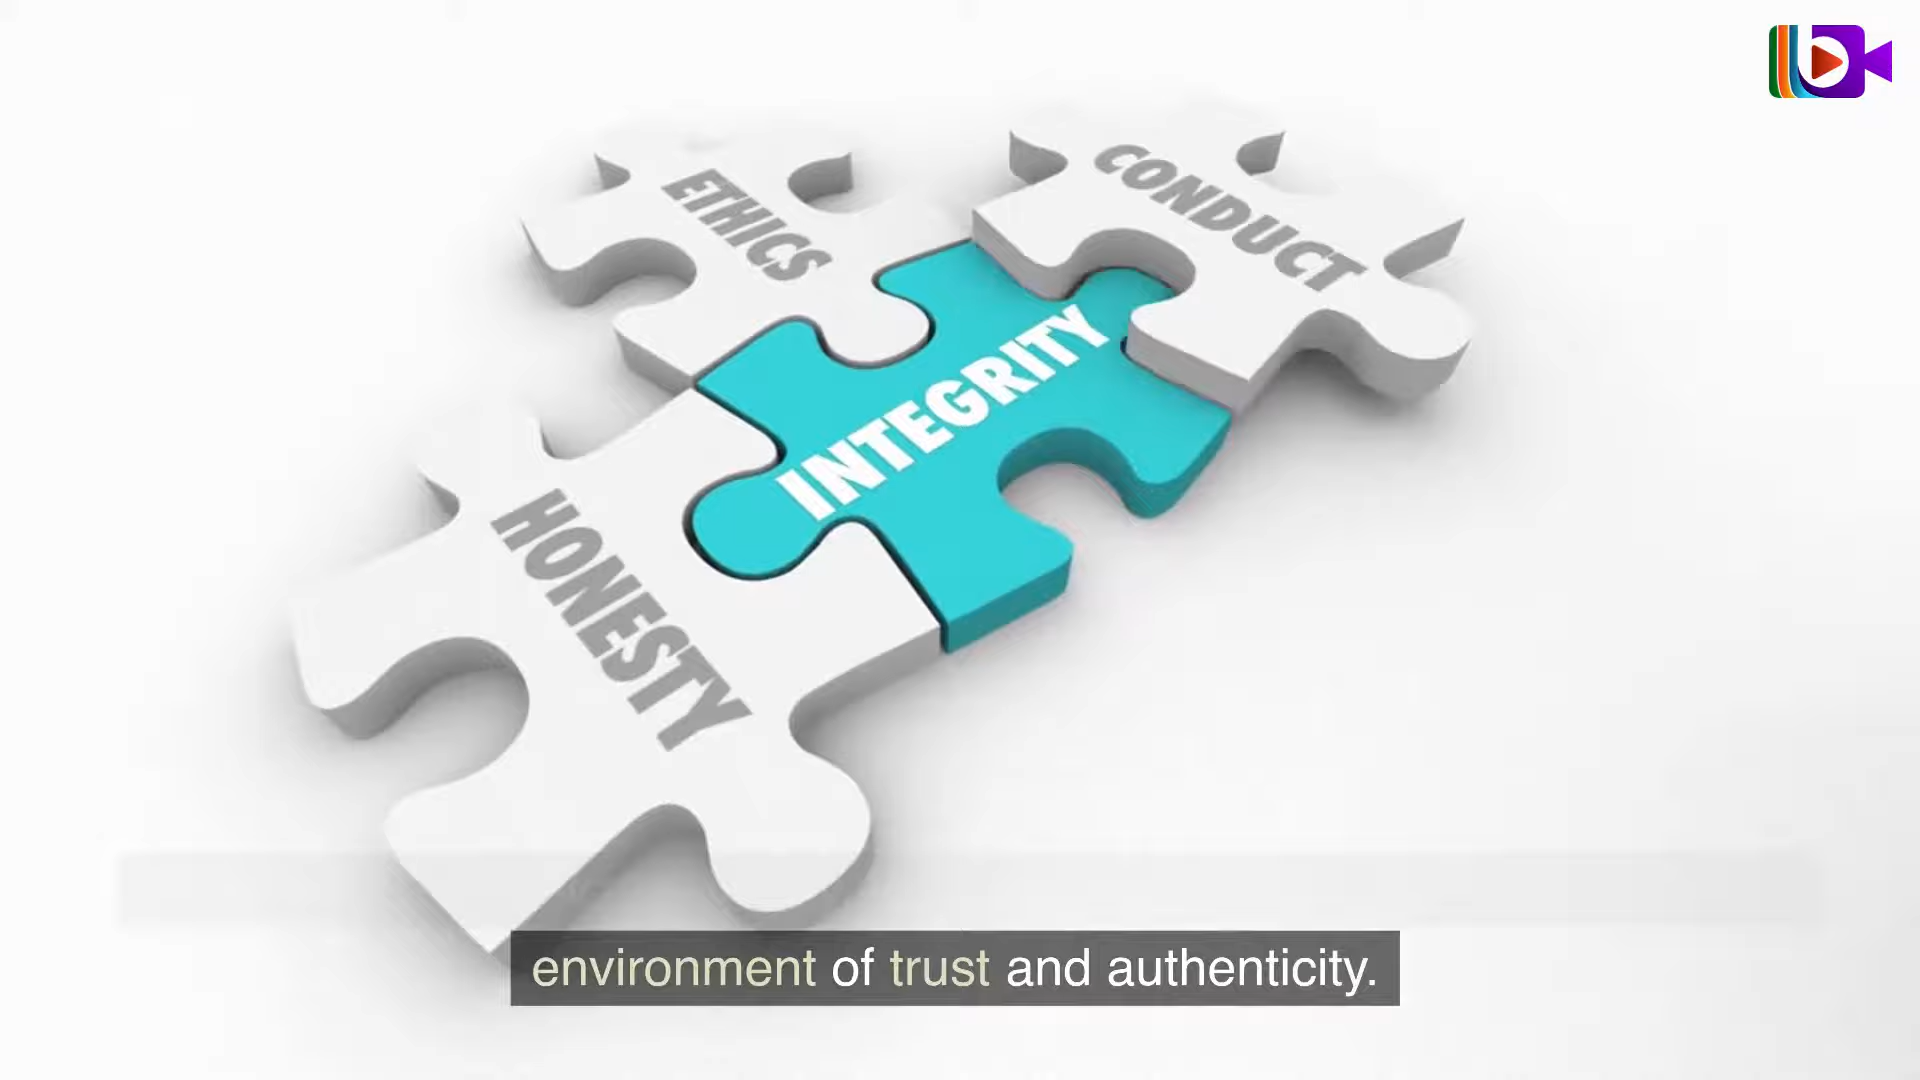 ETHICS
CONDUCT
INTEGRITY
HONESTY
environment of trust and authenticity.